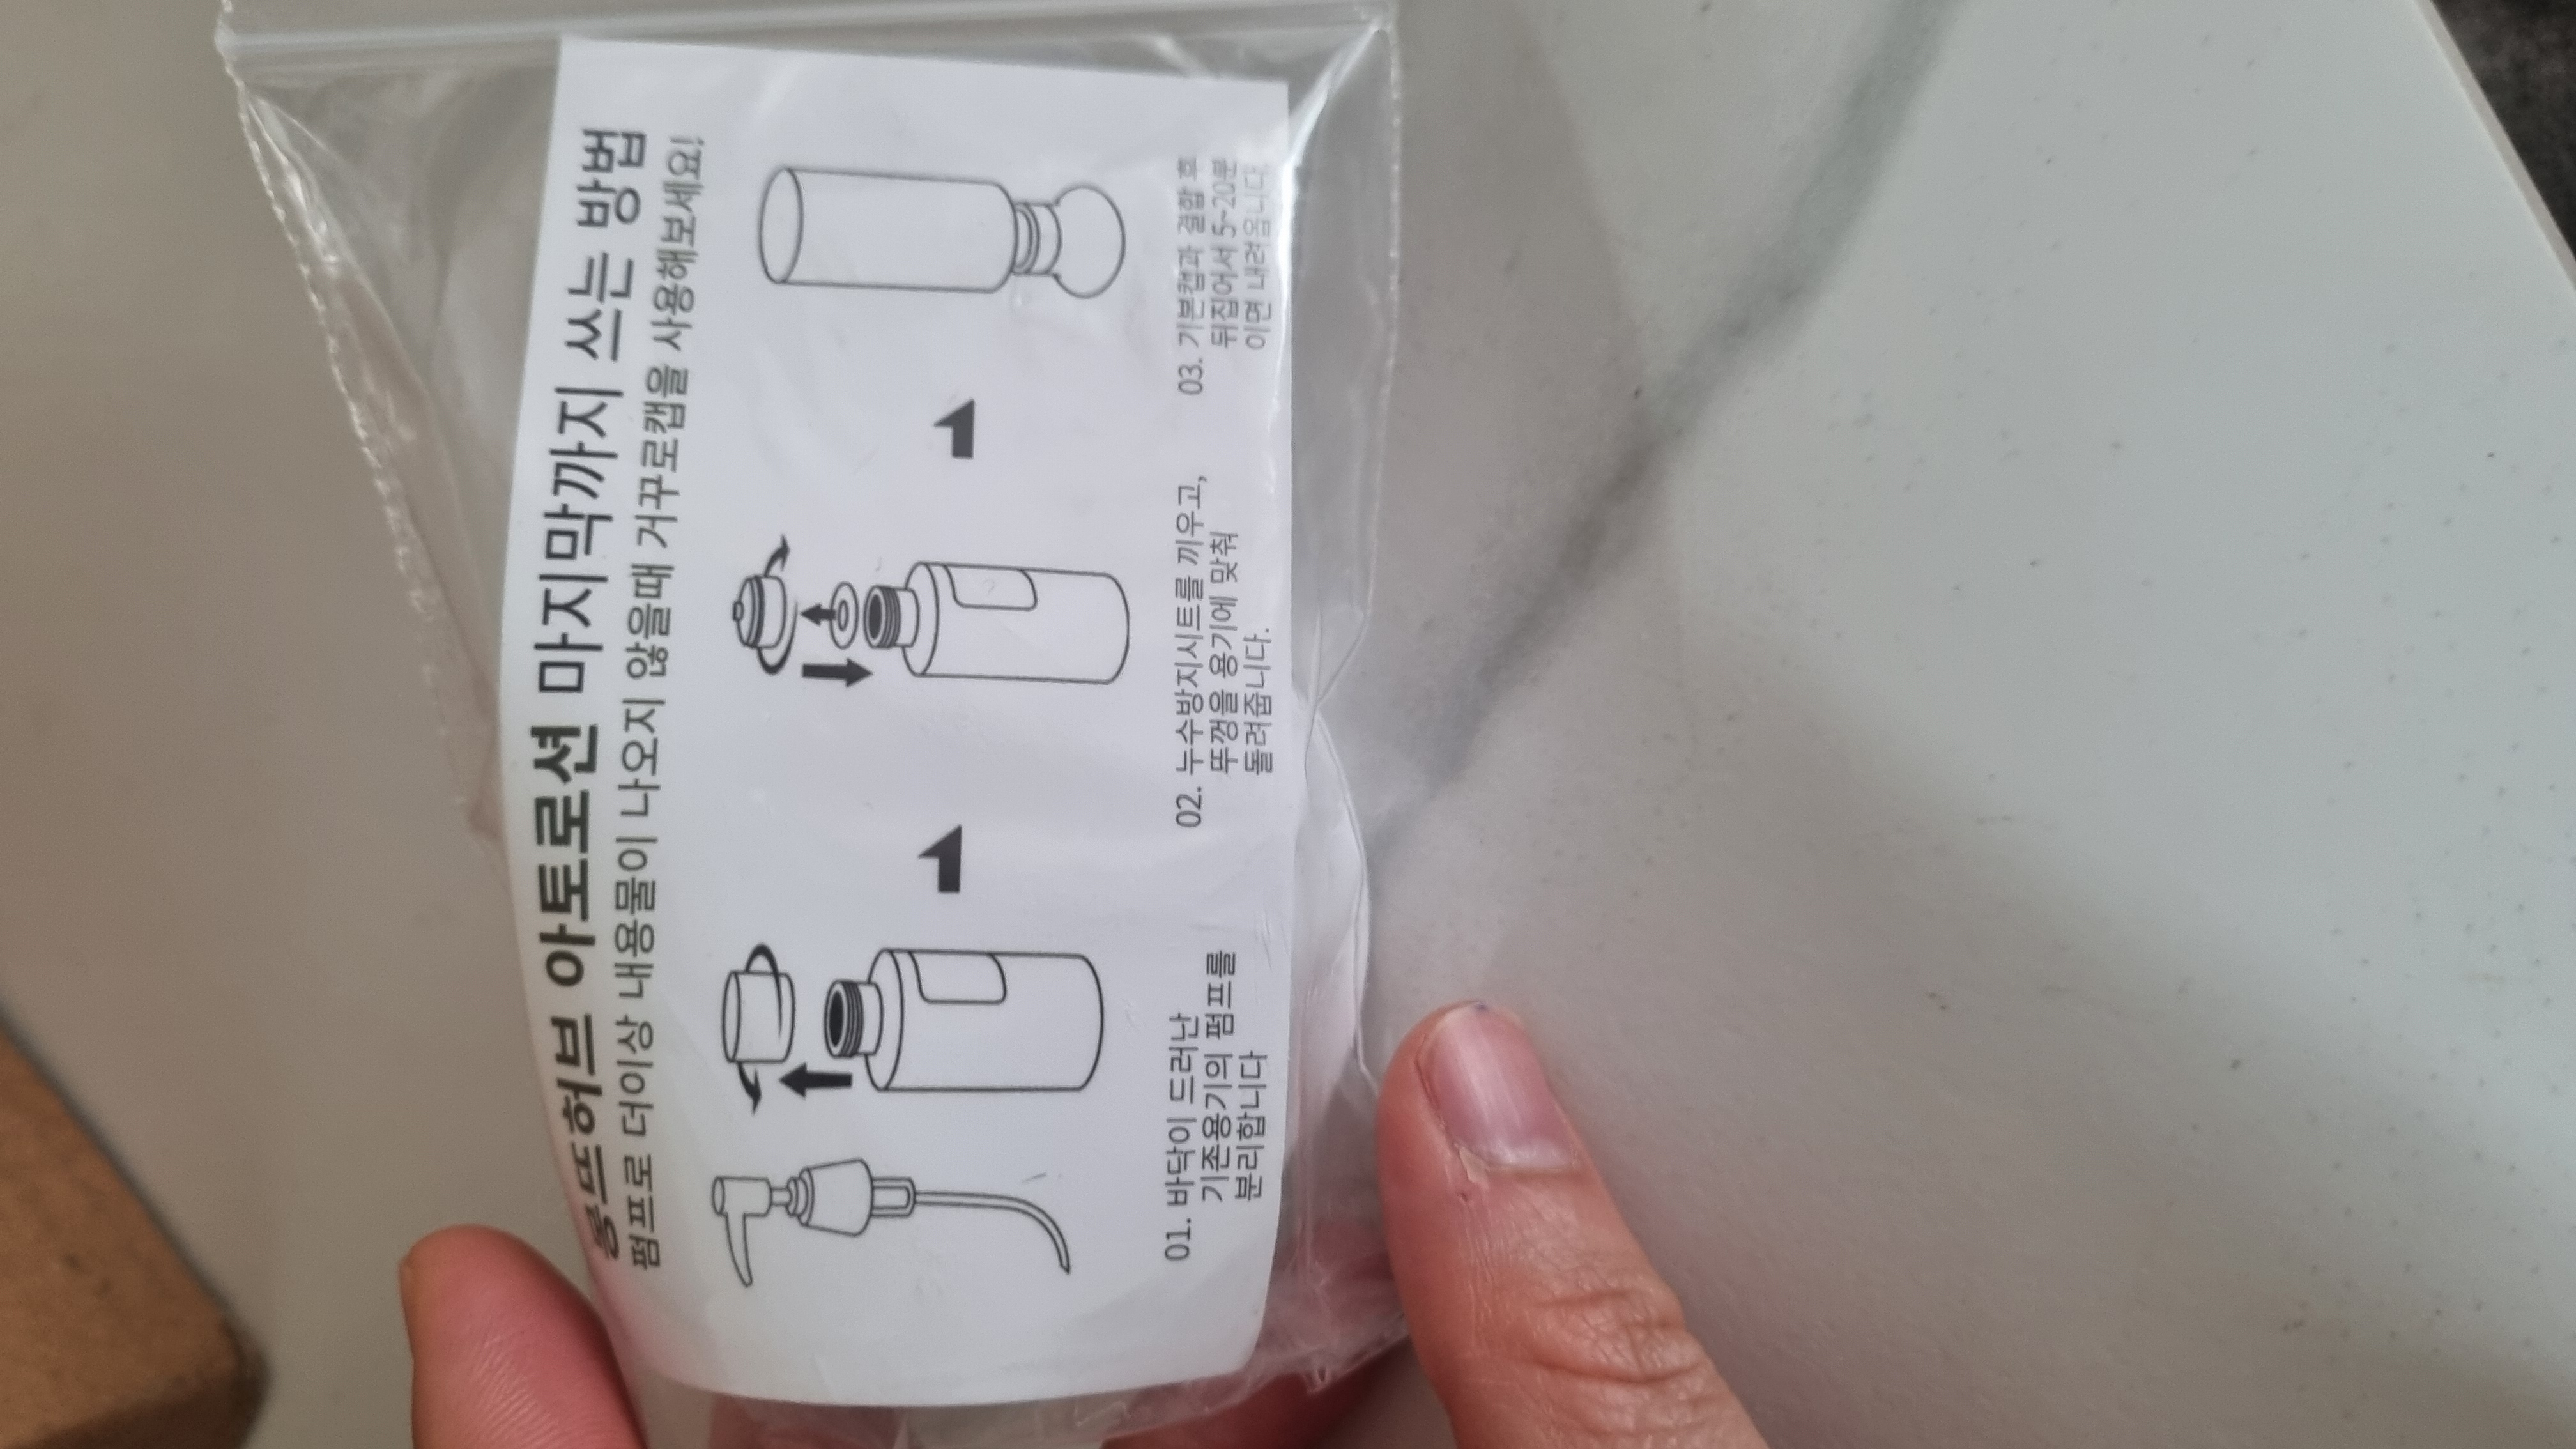 몽뜨허브 아토로션 마지막까지 쓰는 방법
펌프로 더이상 내용물이 나오지 않을때 거꾸로캡을 사용해보세요!
01. 바닥이 드러난
기존용기의 펌프를
분리합니다
02. 누수방지시트를 끼우고,
뚜껑을 용기에 맞춰
돌려줍니다.
03. 기본캡과 결합 후
뒤집어서 5~20분
이면 내려옵니다.